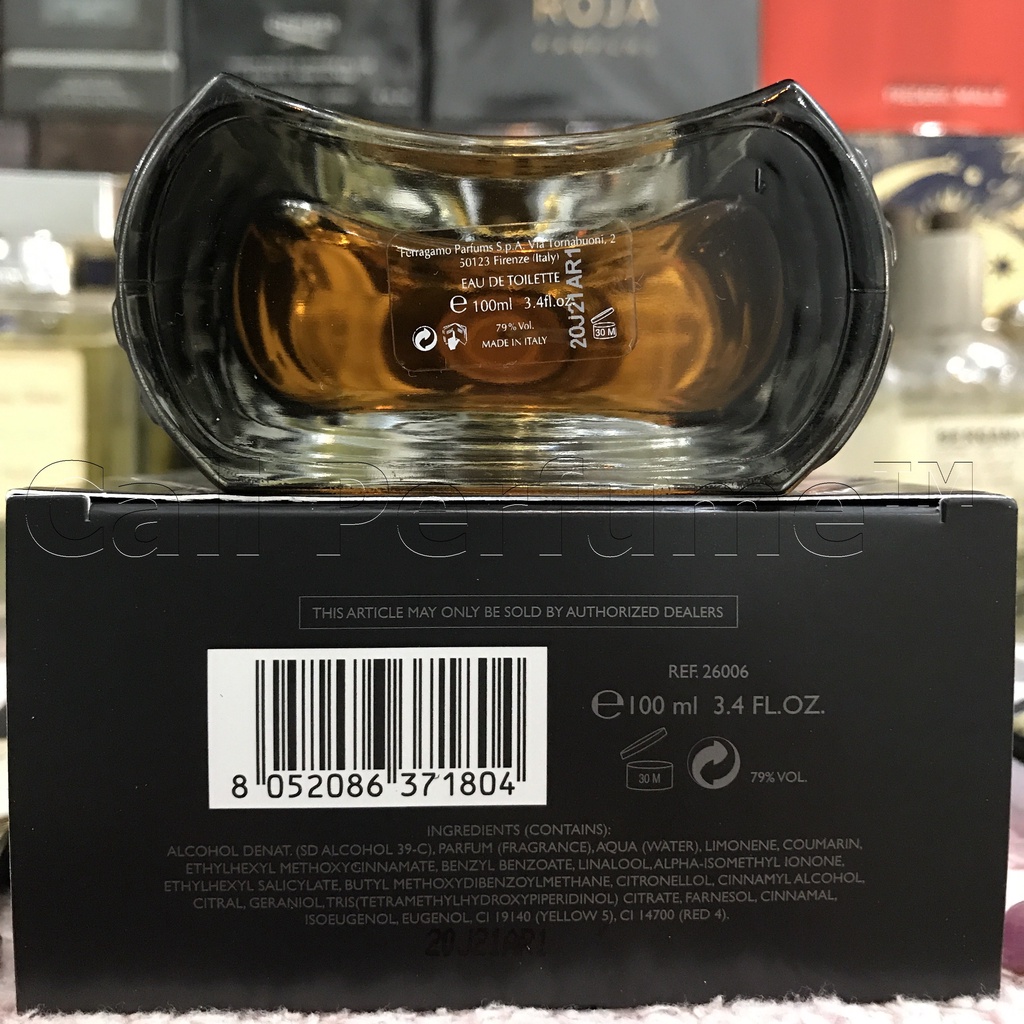 ROJA
PARFUMS
Ferragamo Parfums S.p.A. Via Tornabuoni, 2
50123 Firenze (Italy)
EAU DE TOILETTE
e 100ml 3.4fl.oz
79%Vol.
MADE IN ITALY
30 M
20J21AR1
Call Perfume™
THIS ARTICLE MAY ONLY BE SOLD BY AUTHORIZED DEALERS
8 052086 371804
REF. 26006
e 100 ml 3.4 FL.OZ.
30 M
79% VOL.
INGREDIENTS (CONTAINS):
ALCOHOL DENAT. (SD ALCOHOL 39-C), PARFUM (FRAGRANCE), AQUA (WATER), LIMONENE, COUMARIN,
ETHYLHEXYL METHOXYCINNAMATE, BENZYL BENZOATE, LINALOOL, ALPHA-ISOMETHYL IONONE,
ETHYLHEXYL SALICYLATE, BUTYL METHOXYDIBENZOYLMETHANE, CITRONELLOL, CINNAMYL ALCOHOL,
CITRAL, GERANIOL, TRIS(TETRAMETHYLHYDROXYPIPERIDINOL) CITRATE, FARNESOL, CINNAMAL,
ISOEUGENOL, EUGENOL, CI 19140 (YELLOW 5), CI 14700 (RED 4).
20J21AR1